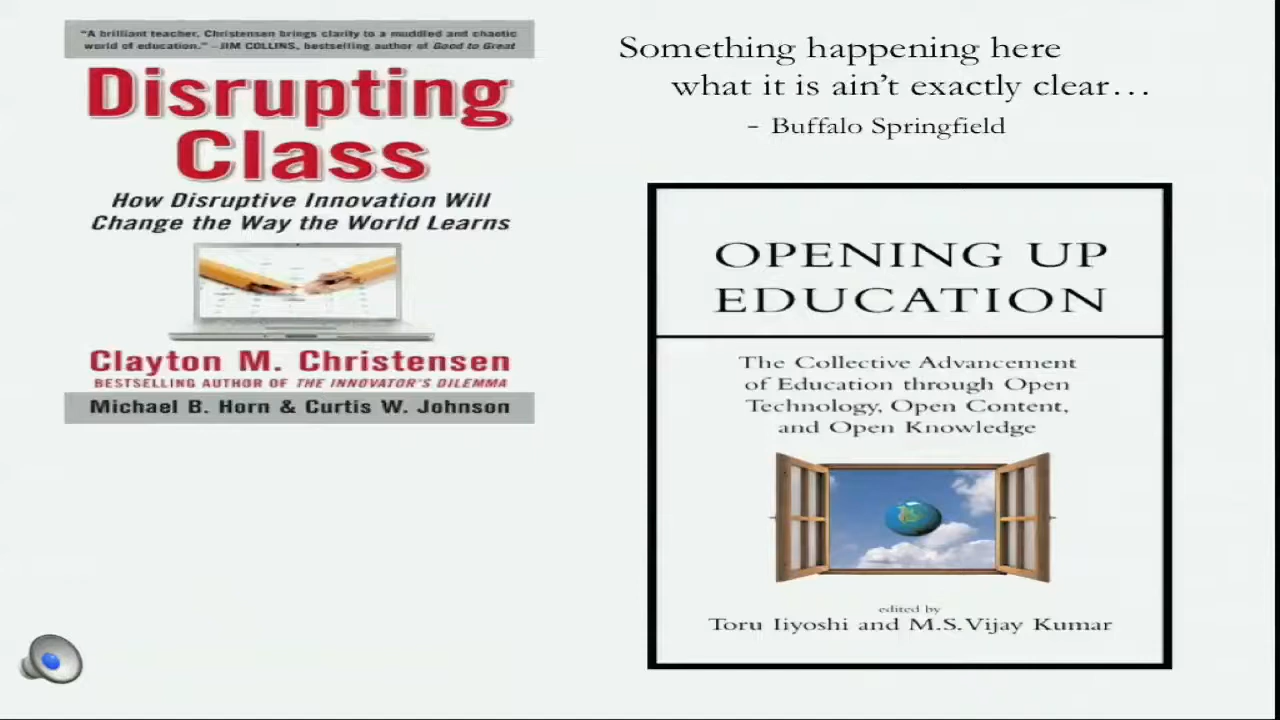 "A brilliant teacher, Christensen brings clarity to a muddled and chaotic
world of education." –JIM COLLINS, bestselling author of Good to Great
Disrupting
Class
How Disruptive Innovation Will
Change the Way the World Learns
Clayton M. Christensen
BESTSELLING AUTHOR OF THE INNOVATOR'S DILEMMA
Michael B. Horn & Curtis W. Johnson
Something happening here
what it is ain't exactly clear…
- Buffalo Springfield
OPENING UP
EDUCATION
The Collective Advancement
of Education through Open
Technology, Open Content,
and Open Knowledge
edited by
Toru Iiyoshi and M.S. Vijay Kumar